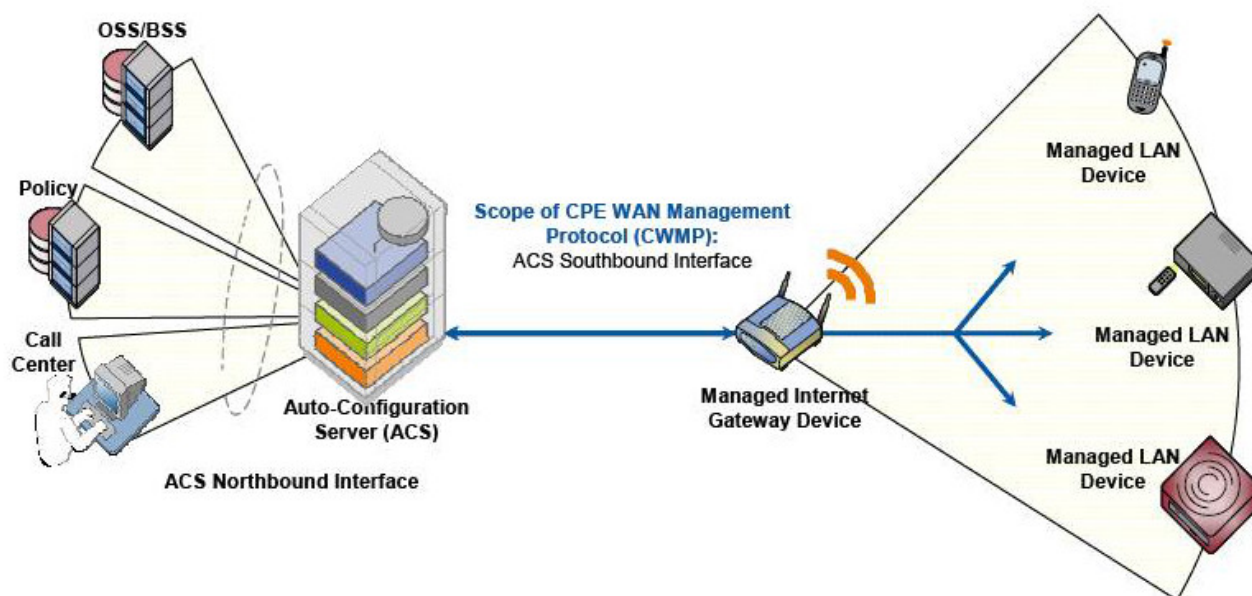 OSS/BSS
Policy
Call
Center
Auto-Configuration
Server (ACS)
ACS Northbound Interface
Scope of CPE WAN Management
Protocol (CWMP):
ACS Southbound Interface
Managed Internet
Gateway Device
Managed LAN
Device
Managed LAN
Device
Managed LAN
Device